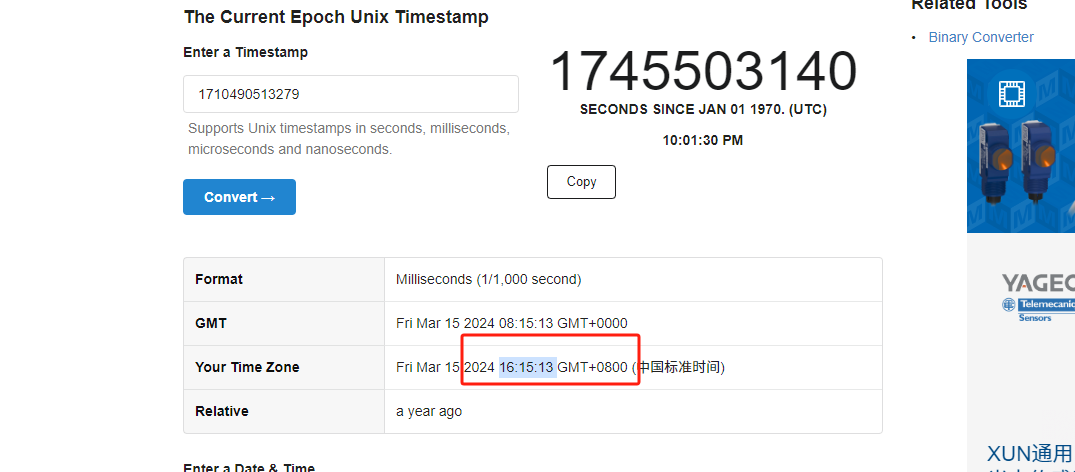 The Current Epoch Unix Timestamp
Enter a Timestamp
1710490513279
Supports Unix timestamps in seconds, milliseconds,
microseconds and nanoseconds.
Convert →
1745503140
SECONDS SINCE JAN 01 1970. (UTC)
10:01:30 PM
Copy
Format Milliseconds (1/1,000 second)
GMT Fri Mar 15 2024 08:15:13 GMT+0000
Your Time Zone Fri Mar 15 2024 16:15:13 GMT+0800 (中国标准时间)
Relative a year ago
Enter a Date & Time
Related Tools
• Binary Converter
YAGEO
Telemecanic
Sensors
XUN通用